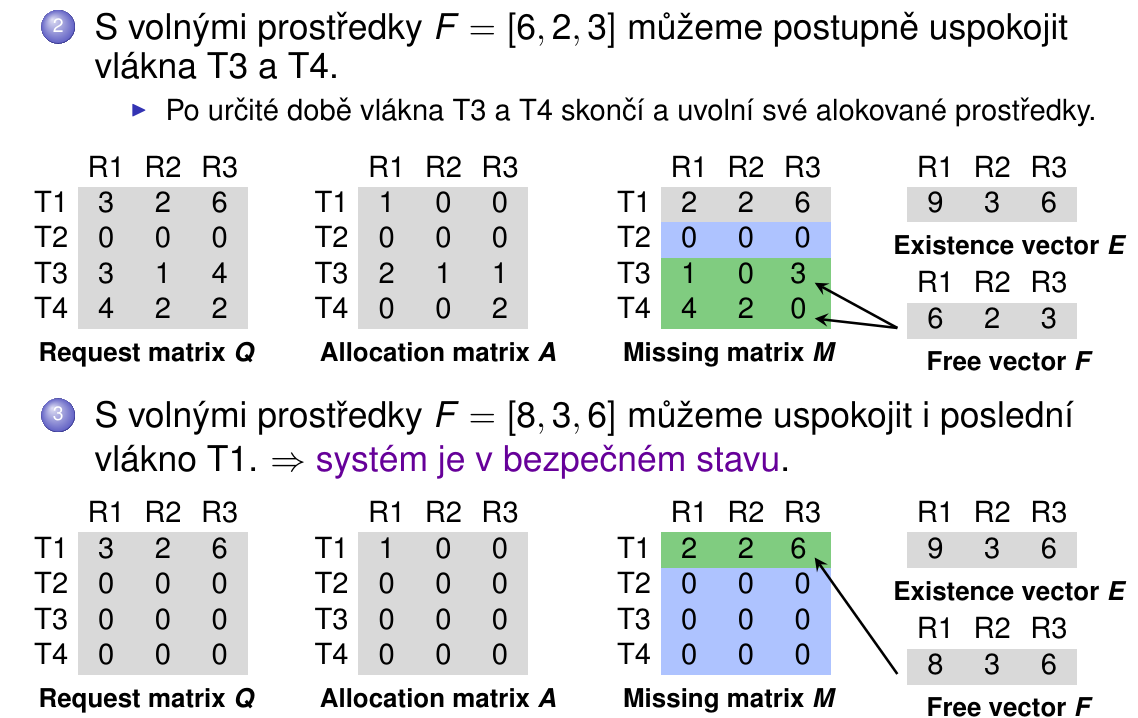 2 S volnými prostředky F = [6, 2, 3] můžeme postupně uspokojit
vlákna T3 a T4.
▶ Po určité době vlákna T3 a T4 skončí a uvolní své alokované prostředky.
R1 R2 R3
T1 3 2 6
T2 0 0 0
T3 3 1 4
T4 4 2 2
Request matrix Q
R1 R2 R3
T1 1 0 0
T2 0 0 0
T3 2 1 1
T4 0 0 2
Allocation matrix A
R1 R2 R3
T1 2 2 6
T2 0 0 0
T3 1 0 3
T4 4 2 0
Missing matrix M
R1 R2 R3
9 3 6
Existence vector E
R1 R2 R3
6 2 3
Free vector F
3 S volnými prostředky F = [8, 3, 6] můžeme uspokojit i poslední
vlákno T1. ⇒ systém je v bezpečném stavu.
R1 R2 R3
T1 3 2 6
T2 0 0 0
T3 0 0 0
T4 0 0 0
Request matrix Q
R1 R2 R3
T1 1 0 0
T2 0 0 0
T3 0 0 0
T4 0 0 0
Allocation matrix A
R1 R2 R3
T1 2 2 6
T2 0 0 0
T3 0 0 0
T4 0 0 0
Missing matrix M
R1 R2 R3
9 3 6
Existence vector E
R1 R2 R3
8 3 6
Free vector F